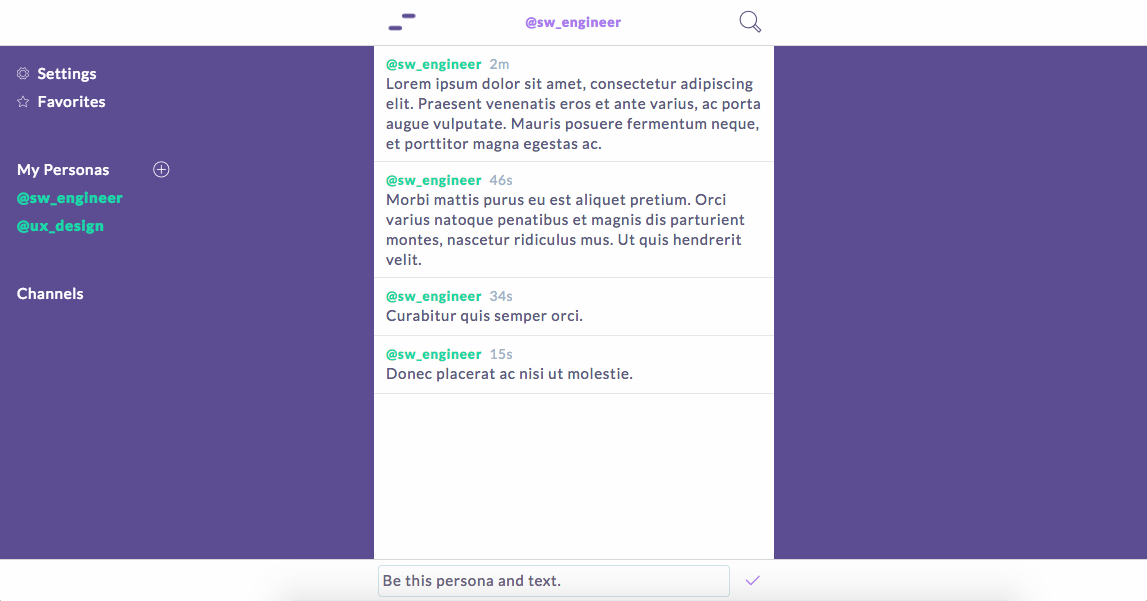 @sw_engineer
Settings
Favorites
My Personas
@sw_engineer
@ux_design
Channels
@sw_engineer 2m
Lorem ipsum dolor sit amet, consectetur adipiscing
elit. Praesent venenatis eros et ante varius, ac porta
augue vulputate. Mauris posuere fermentum neque,
et porttitor magna egestas ac.
@sw_engineer 46s
Morbi mattis purus eu est aliquet pretium. Orci
varius natoque penatibus et magnis dis parturient
montes, nascetur ridiculus mus. Ut quis hendrerit
velit.
@sw_engineer 34s
Curabitur quis semper orci.
@sw_engineer 15s
Donec placerat ac nisi ut molestie.
Be this persona and text.